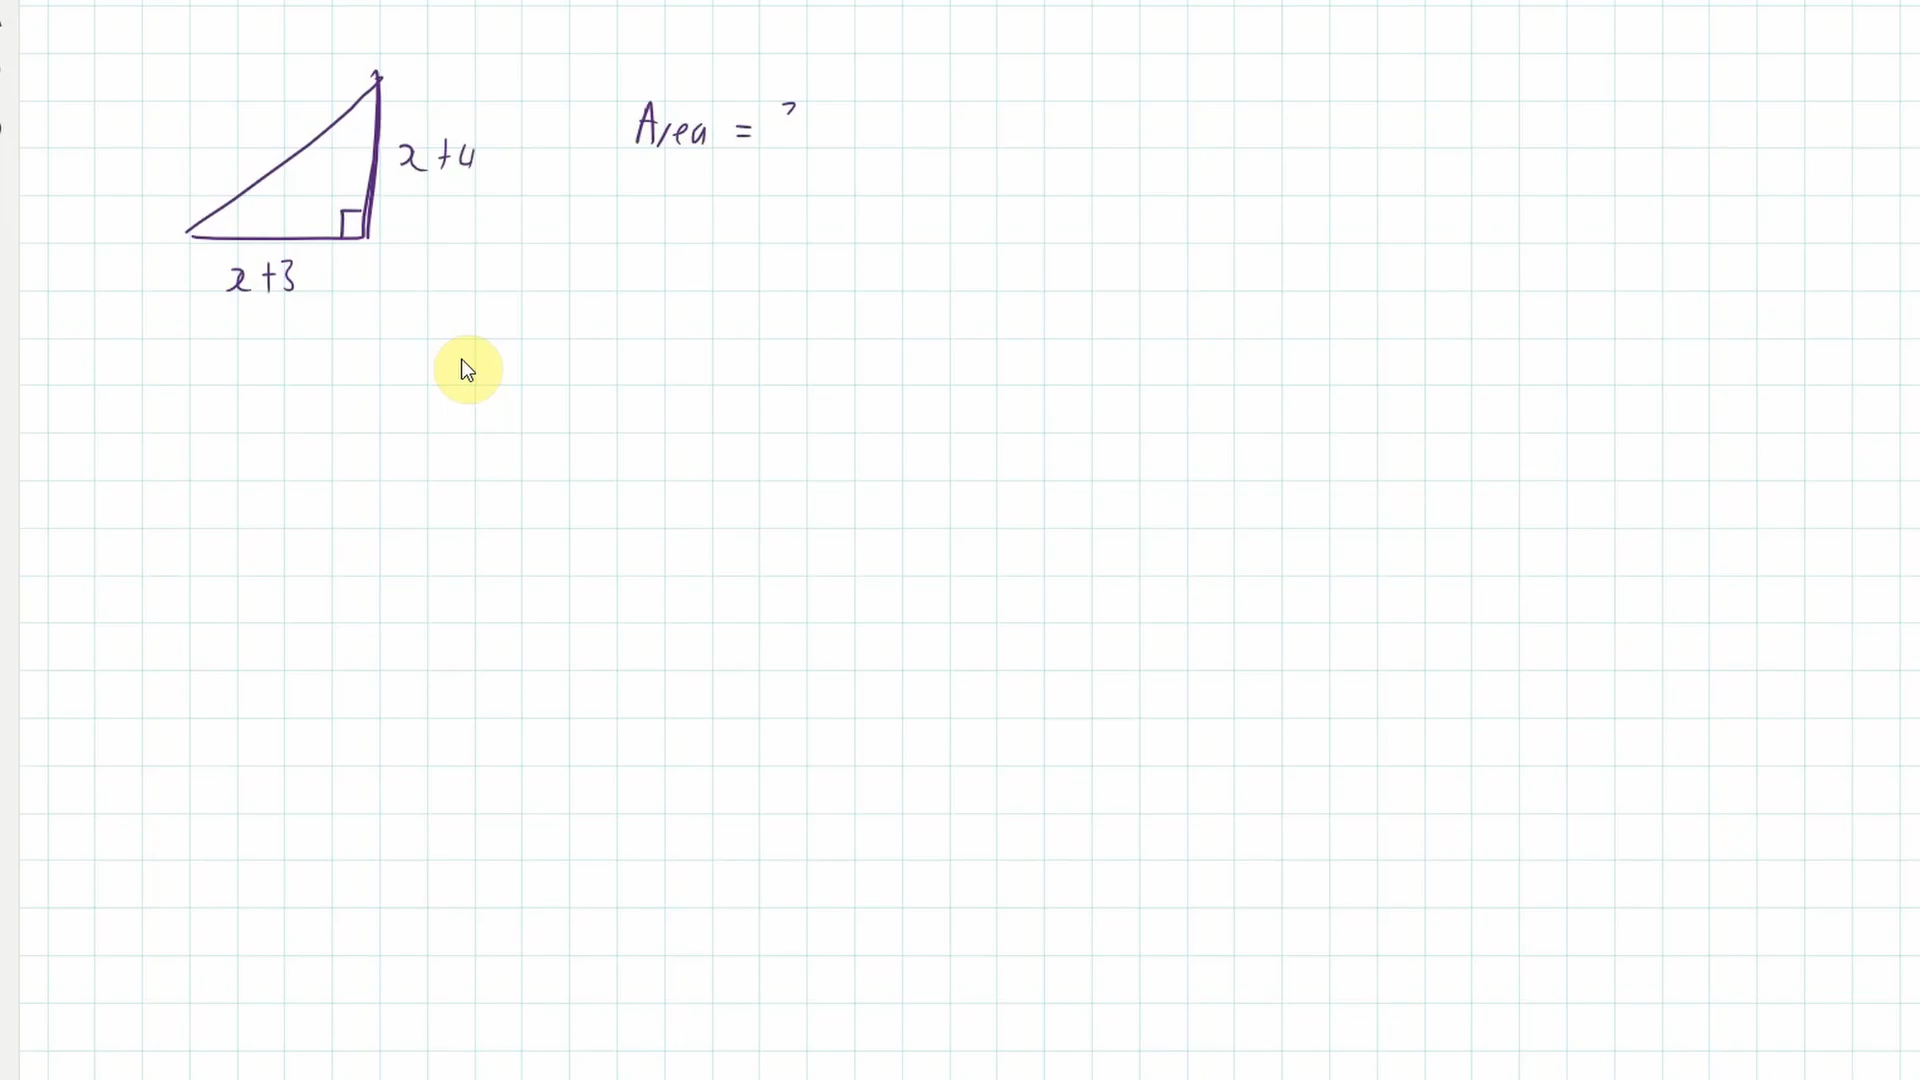 x+4
Area = ?
x+3